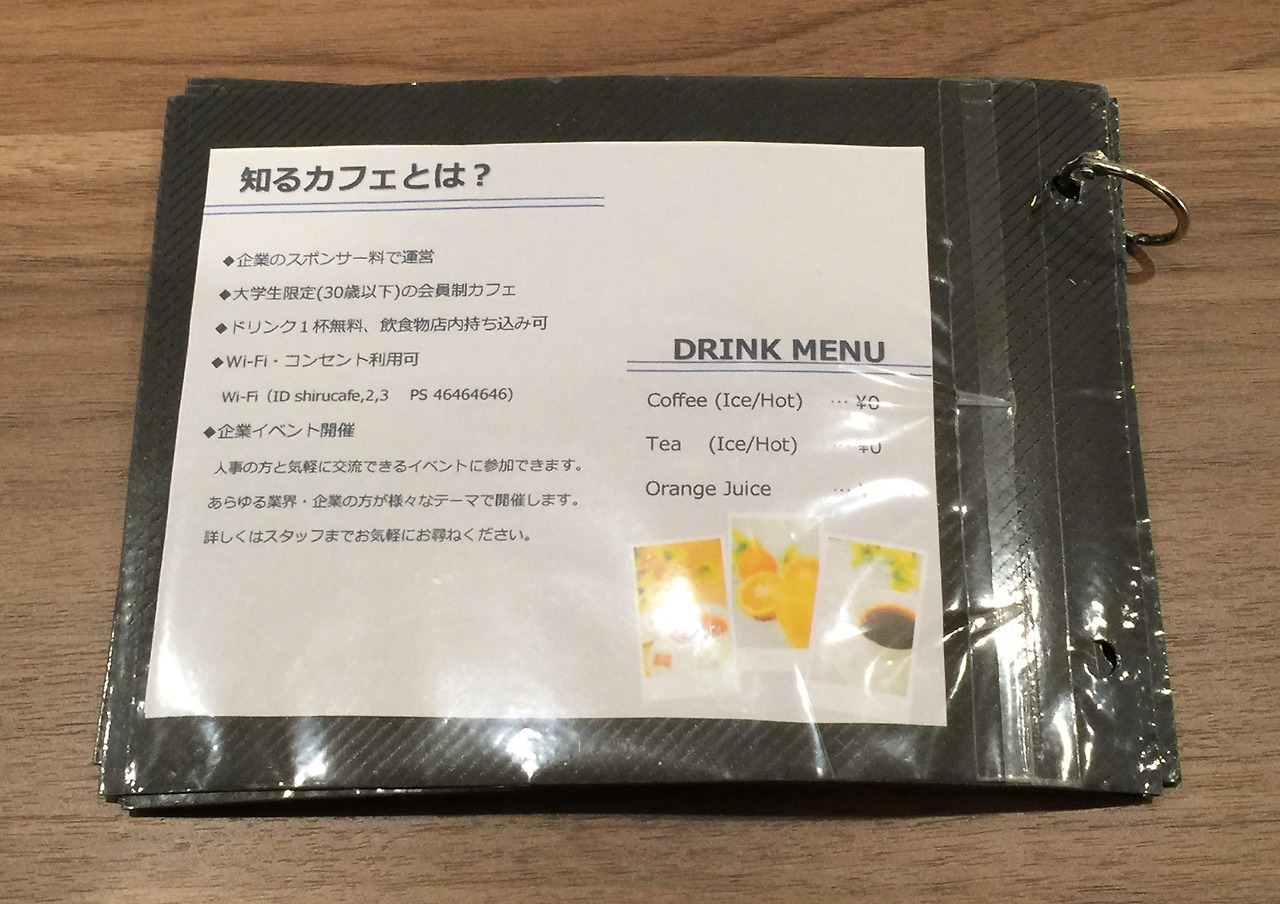 知るカフェとは？
◆企業のスポンサー料で運営
◆大学生限定(30歳以下)の会員制カフェ
◆ドリンク１杯無料、飲食物店内持ち込み可
◆Wi-Fi・コンセント利用可
Wi-Fi（ID shirucafe,2,3　PS 46464646）
◆企業イベント開催
人事の方と気軽に交流できるイベントに参加できます。
あらゆる業界・企業の方が様々なテーマで開催します。
詳しくはスタッフまでお気軽にお尋ねください。
DRINK MENU
Coffee (Ice/Hot) … ¥0
Tea (Ice/Hot) … ¥0
Orange Juice …